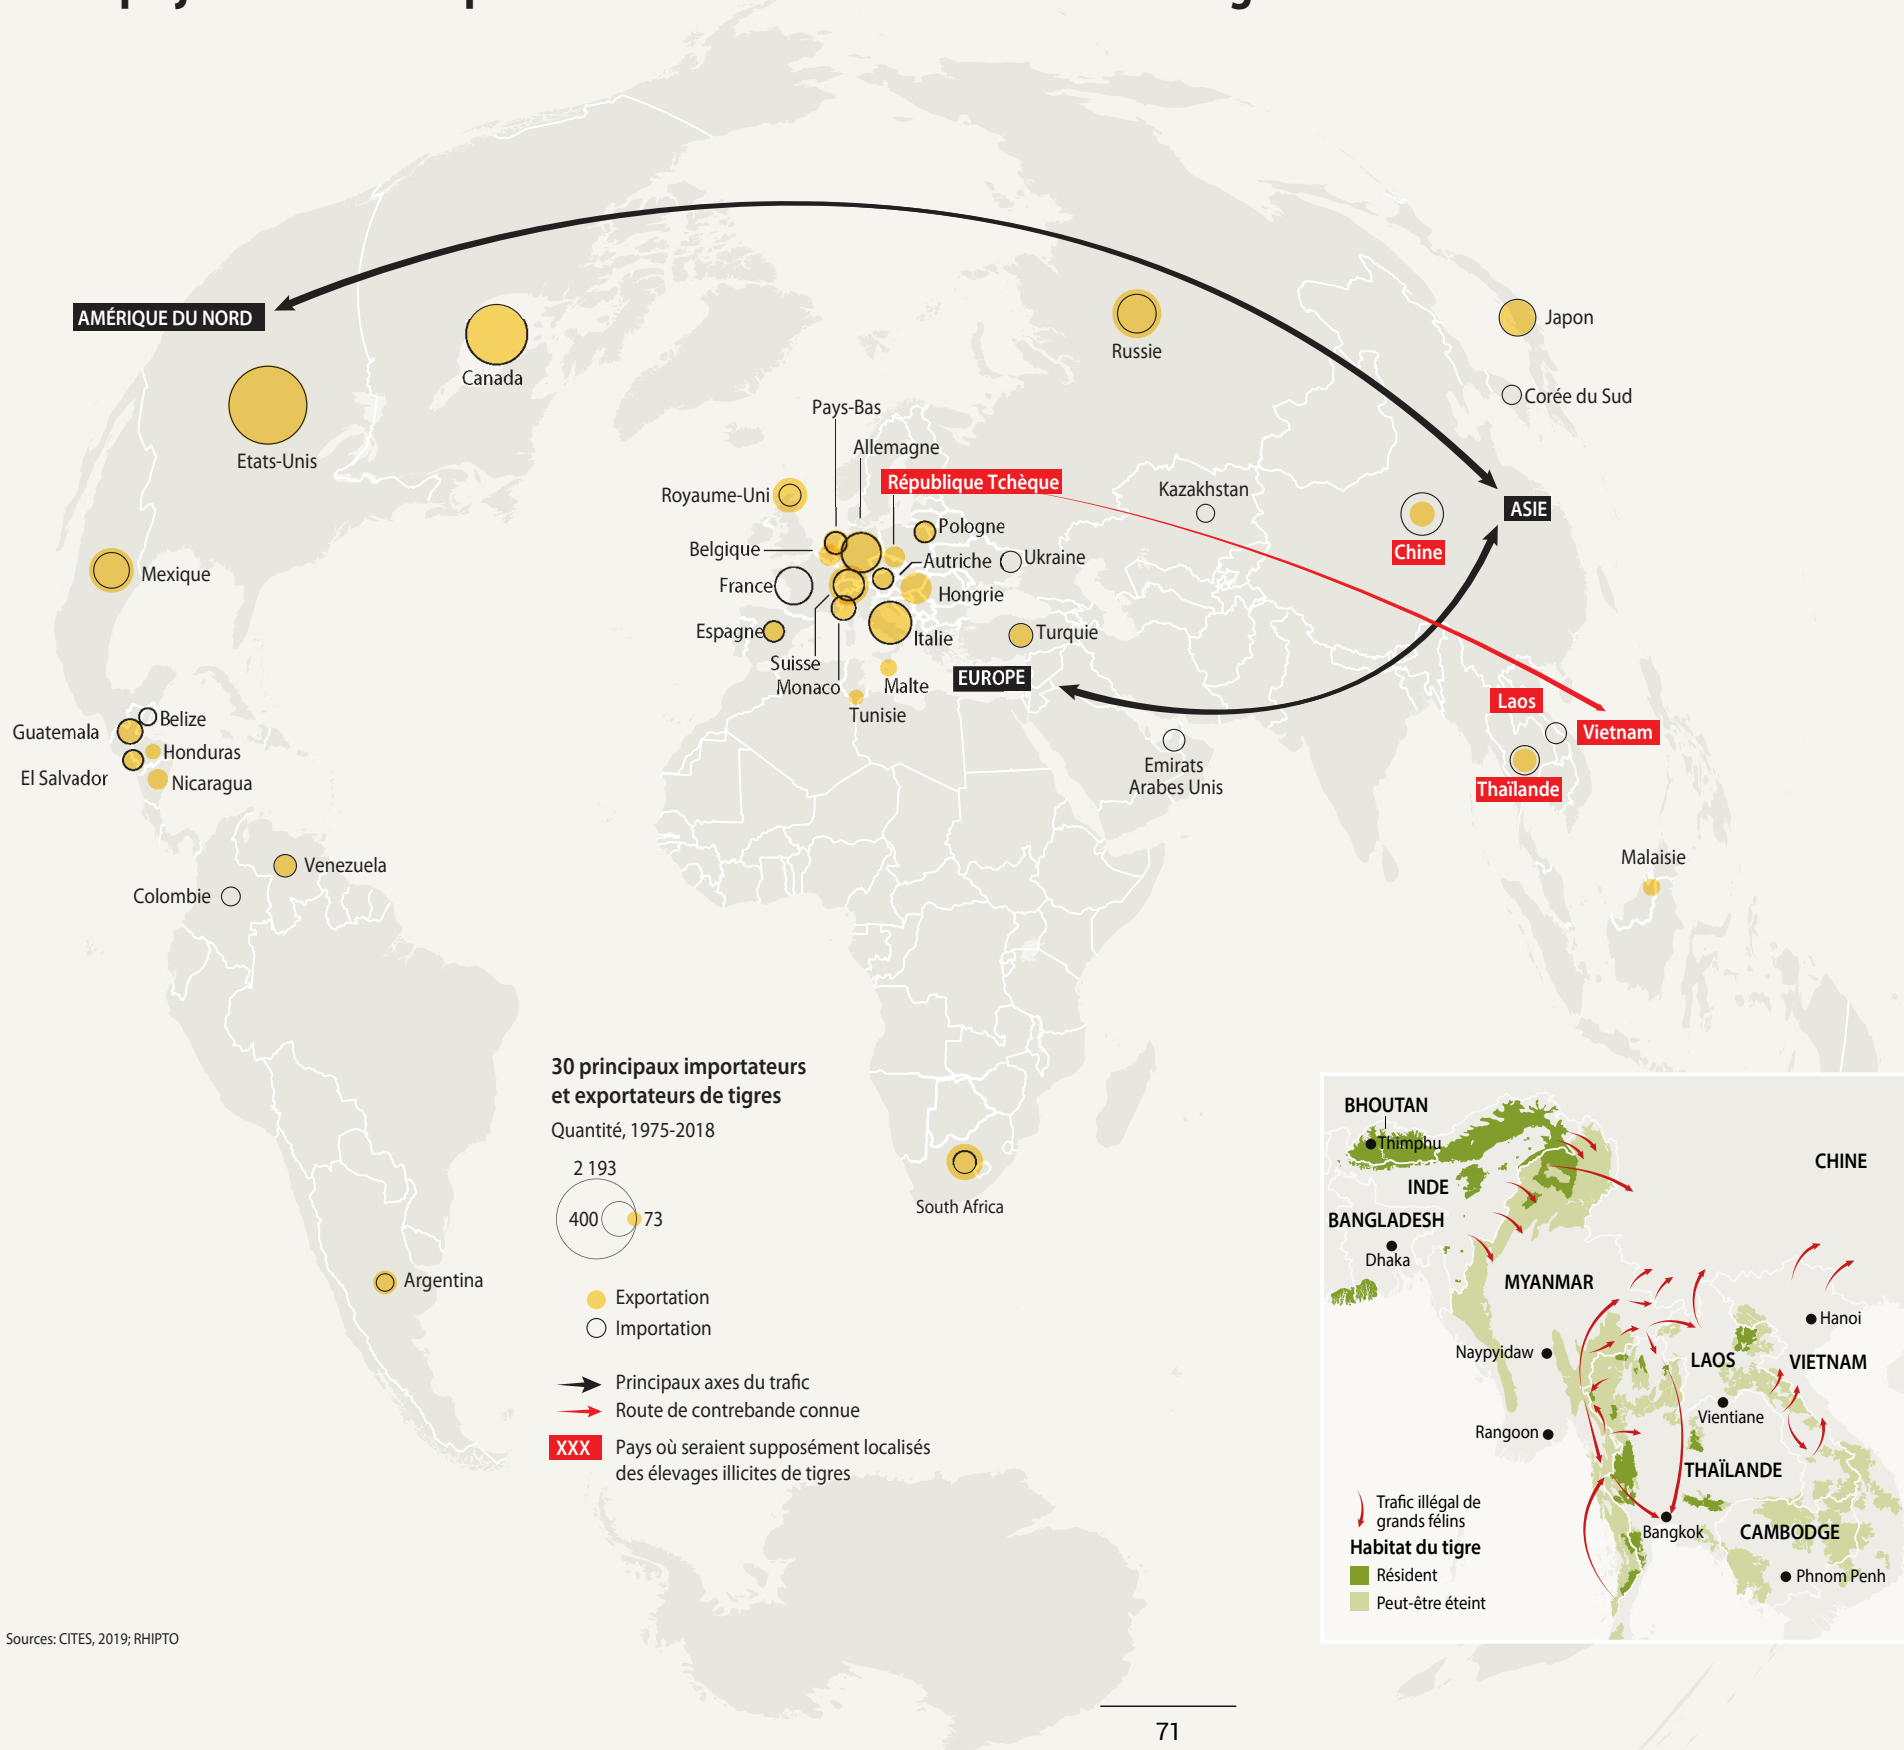 AMÉRIQUE DU NORD
Canada
Etats-Unis
Mexique
Russie
Japon
Corée du Sud
Pays-Bas
Allemagne
République Tchèque
Royaume-Uni
Kazakhstan
ASIE
Chine
Pologne
Belgique
Autriche
Ukraine
France
Hongrie
Espagne
Italie
Turquie
Suisse
Monaco
Malte
EUROPE
Tunisie
Laos
Vietnam
Thaïlande
Emirats
Arabes Unis
Belize
Guatemala
Honduras
El Salvador
Nicaragua
Venezuela
Colombie
Malaisie
South Africa
Argentina
30 principaux importateurs
et exportateurs de tigres
Quantité, 1975-2018
2 193
400
73
Exportation
Importation
Principaux axes du trafic
Route de contrebande connue
XXX
Pays où seraient supposément localisés
des élevages illicites de tigres
BHOUTAN
Thimphu
CHINE
INDE
BANGLADESH
Dhaka
MYANMAR
Hanoi
Naypyidaw
LAOS
VIETNAM
Vientiane
Rangoon
THAÏLANDE
Bangkok
CAMBODGE
Phnom Penh
Trafic illégal de
grands félins
Habitat du tigre
Résident
Peut-être éteint
Sources: CITES, 2019; RHIPTO
71